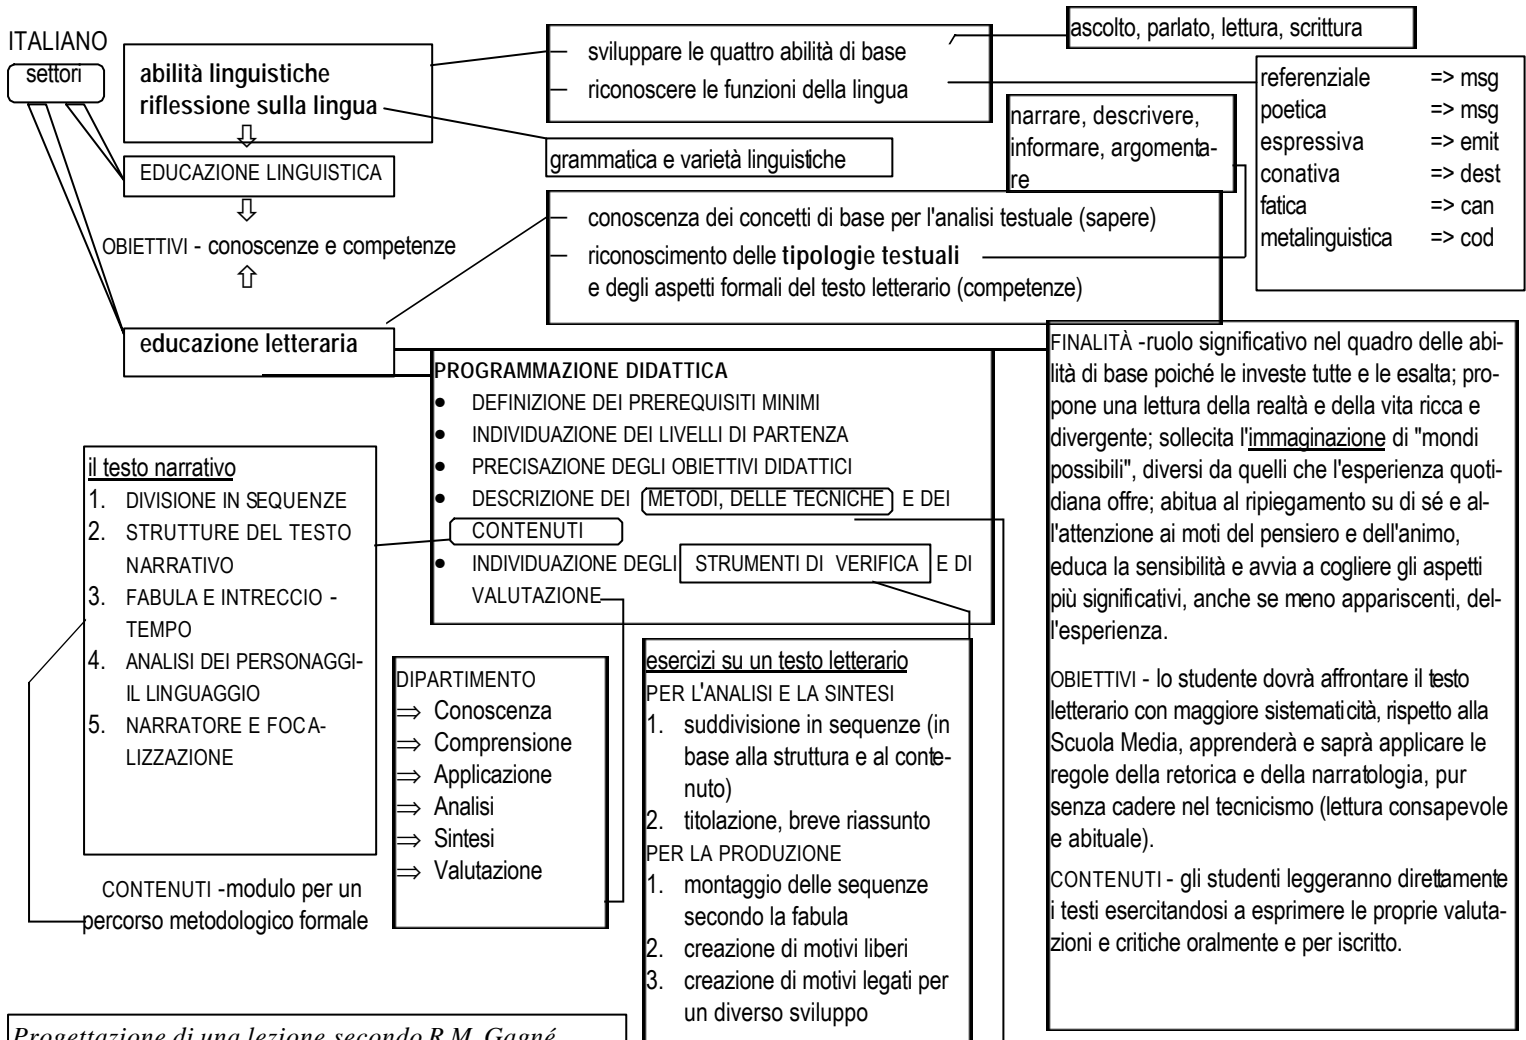 ITALIANO
settori
abilità linguistiche
riflessione sulla lingua
EDUCAZIONE LINGUISTICA
OBIETTIVI - conoscenze e competenze
educazione letteraria
– sviluppare le quattro abilità di base
– riconoscere le funzioni della lingua
ascolto, parlato, lettura, scrittura
referenziale => msg
poetica => msg
espressiva => emit
conativa => dest
fatica => can
metalinguistica => cod
grammatica e varietà linguistiche
narrare, descrivere,
informare, argomenta-
re
– conoscenza dei concetti di base per l'analisi testuale (sapere)
– riconoscimento delle tipologie testuali
e degli aspetti formali del testo letterario (competenze)
PROGRAMMAZIONE DIDATTICA
• DEFINIZIONE DEI PREREQUISITI MINIMI
• INDIVIDUAZIONE DEI LIVELLI DI PARTENZA
• PRECISAZIONE DEGLI OBIETTIVI DIDATTICI
• DESCRIZIONE DEI METODI, DELLE TECNICHE E DEI
CONTENUTI
• INDIVIDUAZIONE DEGLI STRUMENTI DI VERIFICA E DI
VALUTAZIONE
il testo narrativo
1. DIVISIONE IN SEQUENZE
2. STRUTTURE DEL TESTO
NARRATIVO
3. FABULA E INTRECCIO -
TEMPO
4. ANALISI DEI PERSONAGGI-
IL LINGUAGGIO
5. NARRATORE E FOCA-
LIZZAZIONE
CONTENUTI -modulo per un
percorso metodologico formale
DIPARTIMENTO
⇒ Conoscenza
⇒ Comprensione
⇒ Applicazione
⇒ Analisi
⇒ Sintesi
⇒ Valutazione
esercizi su un testo letterario
PER L'ANALISI E LA SINTESI
1. suddivisione in sequenze (in
base alla struttura e al conte-
nuto)
2. titolazione, breve riassunto
PER LA PRODUZIONE
1. montaggio delle sequenze
secondo la fabula
2. creazione di motivi liberi
3. creazione di motivi legati per
un diverso sviluppo
FINALITÀ -ruolo significativo nel quadro delle abi-
lità di base poiché le investe tutte e le esalta; pro-
pone una lettura della realtà e della vita ricca e
divergente; sollecita l'immaginazione di "mondi
possibili", diversi da quelli che l'esperienza quoti-
diana offre; abitua al ripiegamento su di sé e al-
l'attenzione ai moti del pensiero e dell'animo,
educa la sensibilità e avvia a cogliere gli aspetti
più significativi, anche se meno appariscenti, del-
l'esperienza.
OBIETTIVI - lo studente dovrà affrontare il testo
letterario con maggiore sistematicità, rispetto alla
Scuola Media, apprenderà e saprà applicare le
regole della retorica e della narratologia, pur
senza cadere nel tecnicismo (lettura consapevole
e abituale).
CONTENUTI - gli studenti leggeranno direttamente
i testi esercitandosi a esprimere le proprie valuta-
zioni e critiche oralmente e per iscritto.
Progettazione di una lezione secondo R.M. Gagné